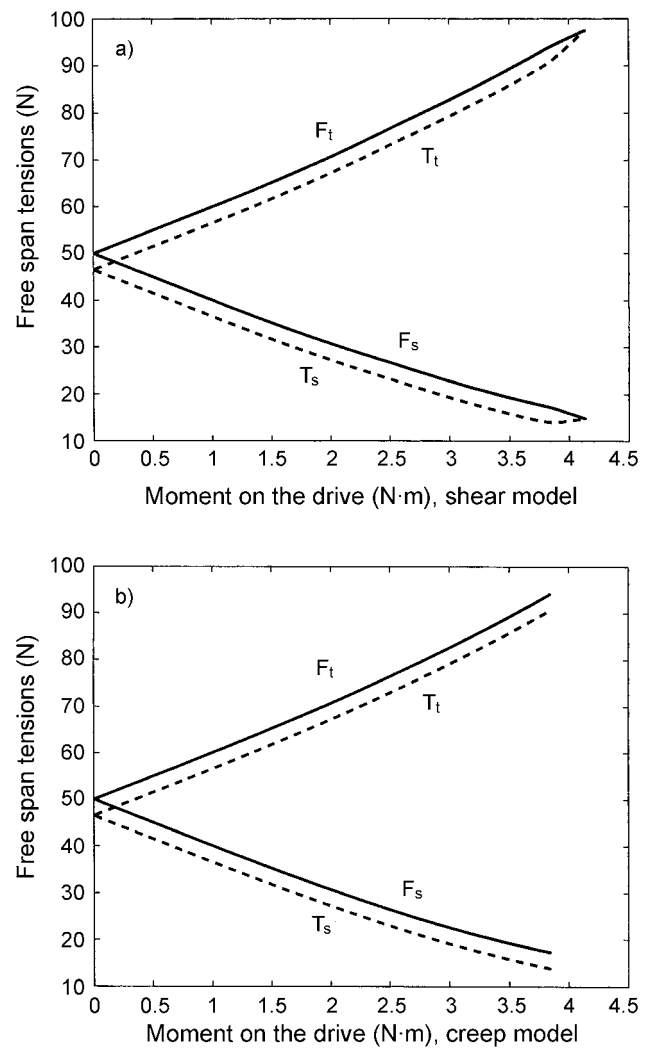 100
a)
90
80
Ft
70
Tt
60
50
40
Fs
30
Ts
20
10
0 0.5 1 1.5 2 2.5 3 3.5 4 4.5
Free span tensions (N)
Moment on the drive (N·m), shear model
100
b)
90
80
Ft
70
Tt
60
50
40
Fs
30
Ts
20
10
0 0.5 1 1.5 2 2.5 3 3.5 4 4.5
Free span tensions (N)
Moment on the drive (N·m), creep model